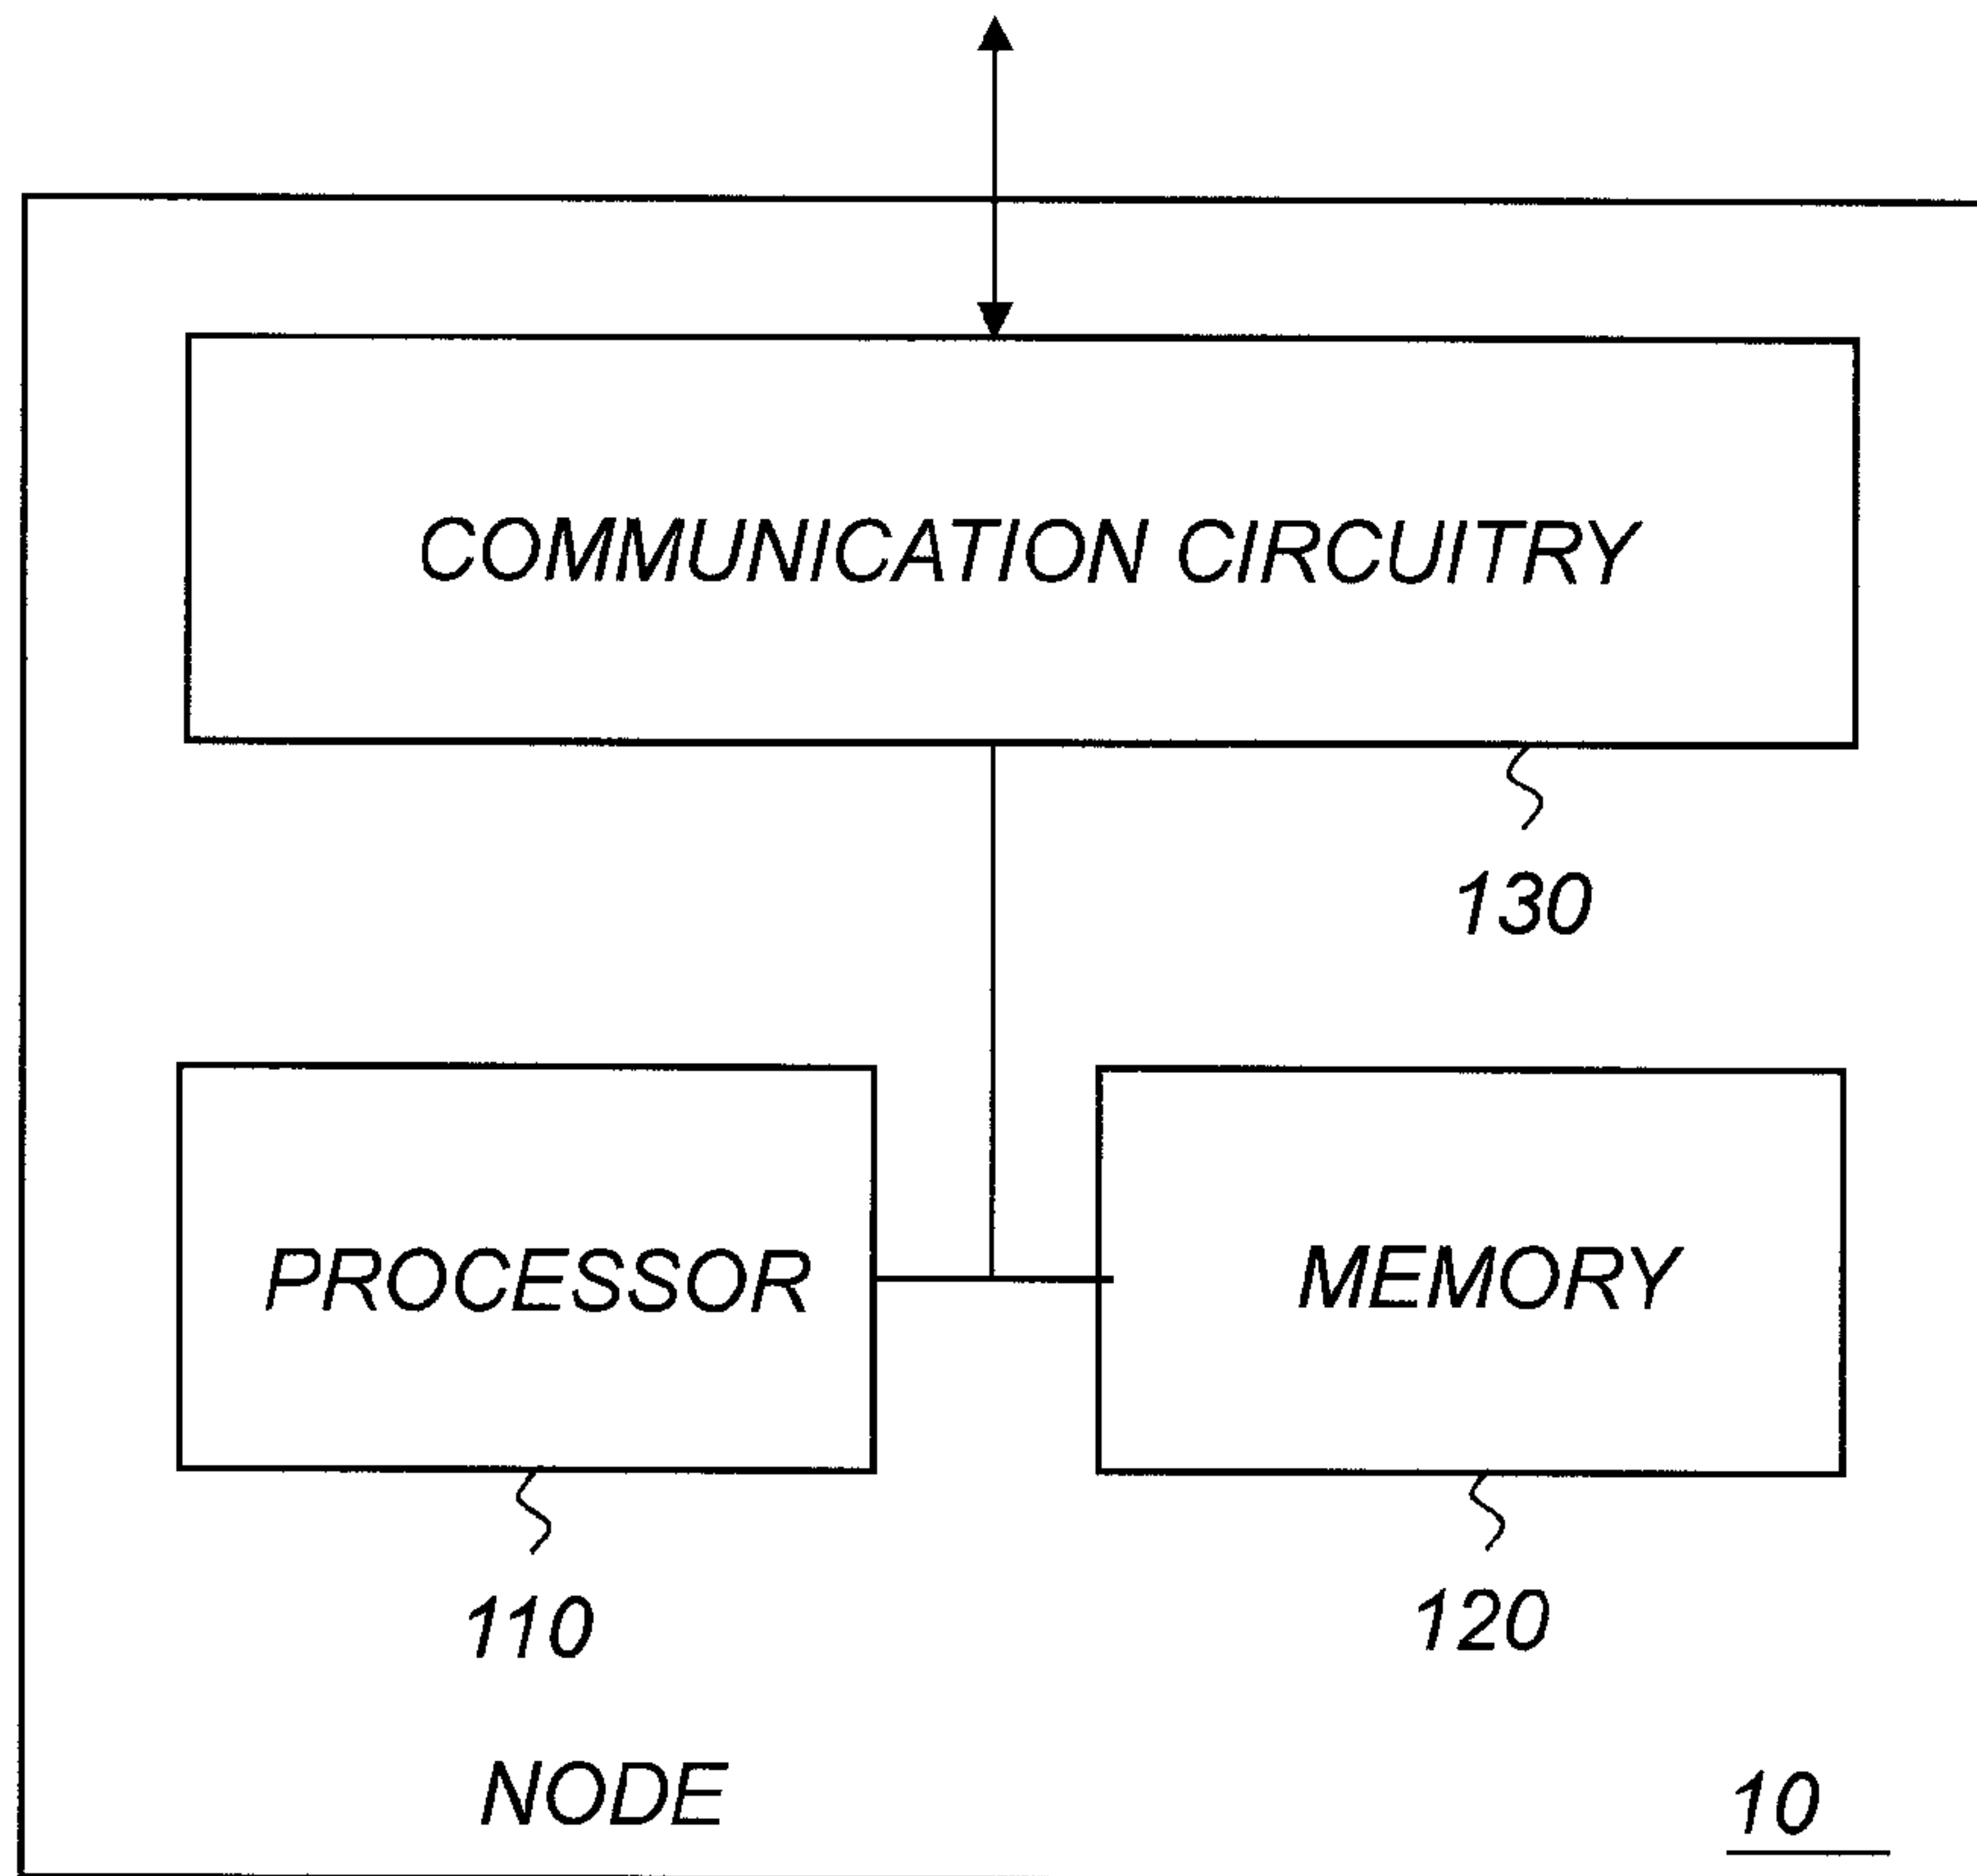 COMMUNICATION CIRCUITRY
130
PROCESSOR
MEMORY
110
120
NODE
10